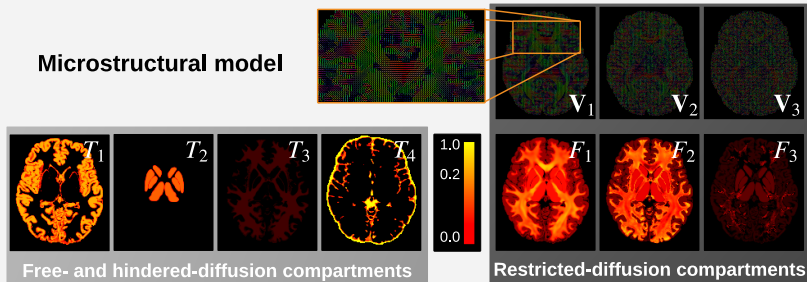 Microstructural model
V1
V2
V3
T1
T2
T3
T4
1.0
0.2
0.0
F1
F2
F3
Free- and hindered-diffusion compartments
Restricted-diffusion compartments